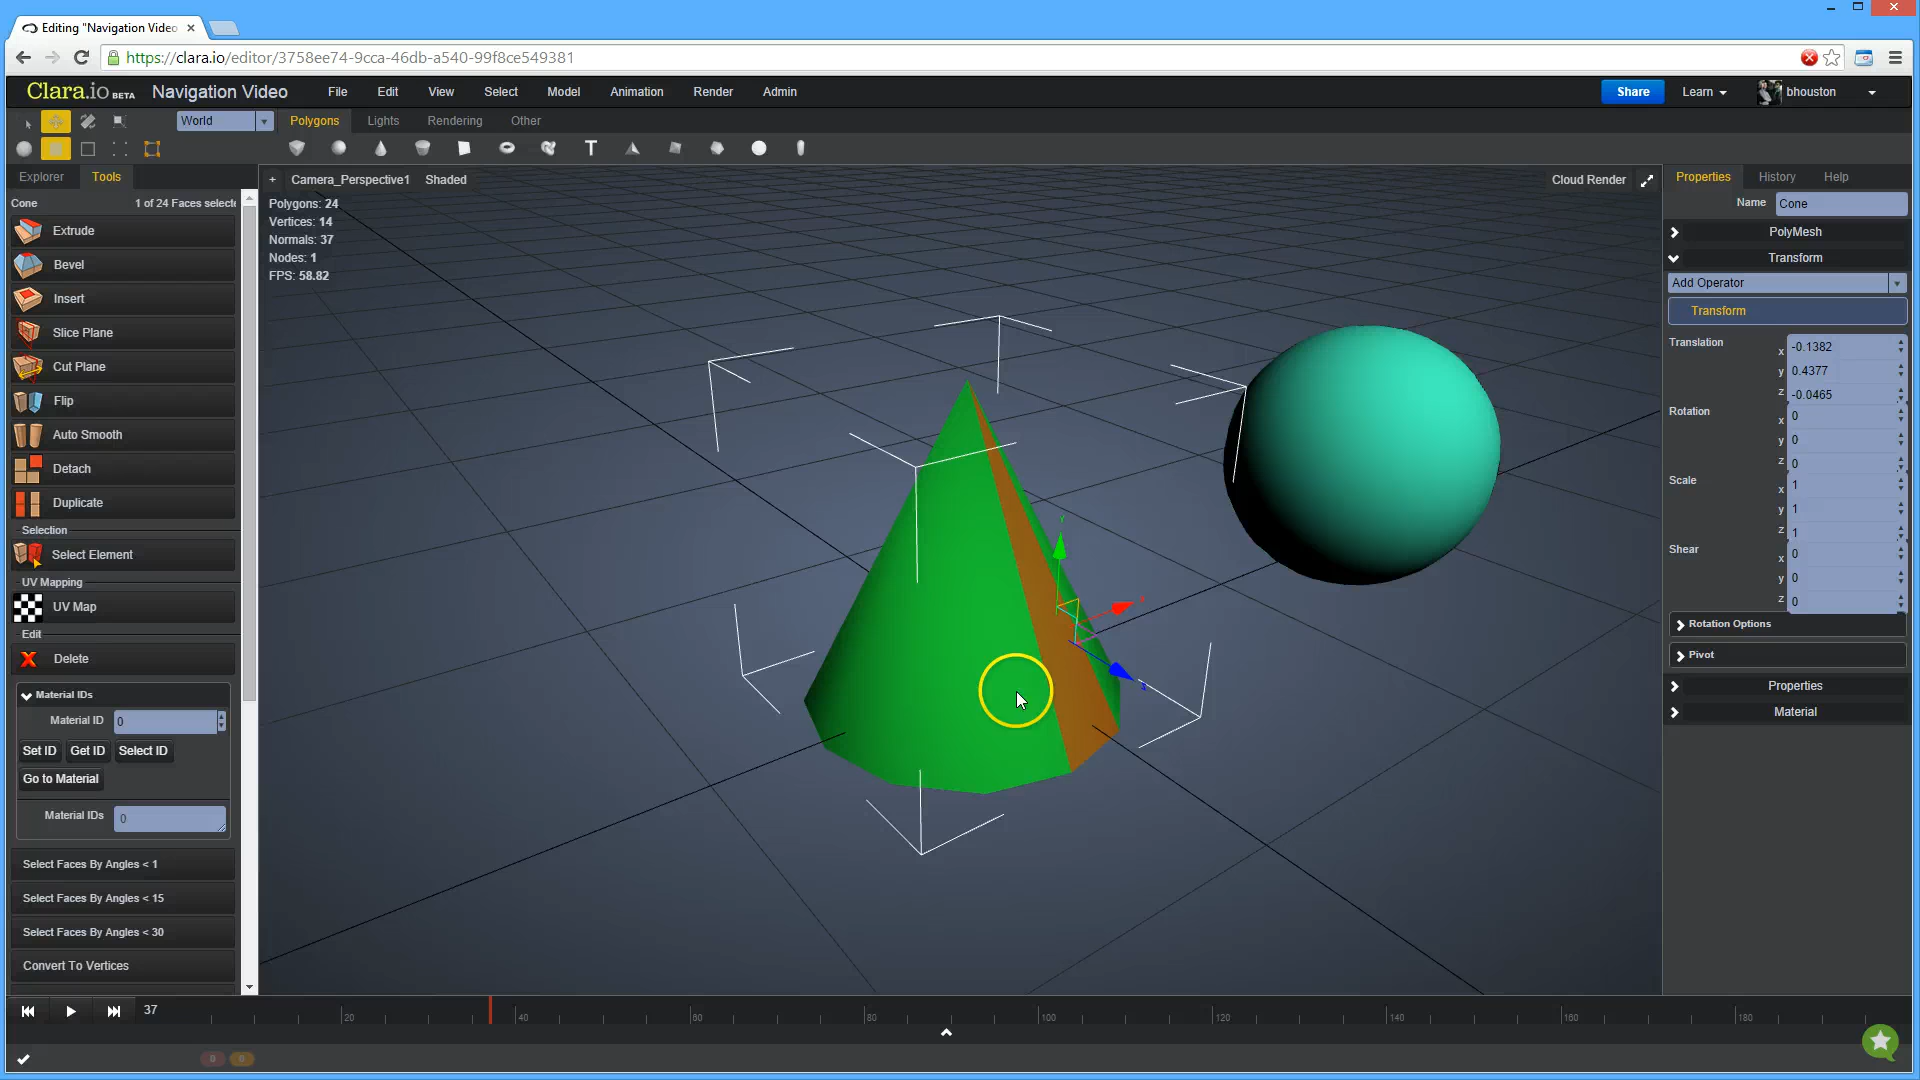 Editing "Navigation Video
https://clara.io/editor/3758ee74-9cca-46db-a540-99f8ce549381
Clara.io BETA
Navigation Video
File
Edit
View
Select
Model
Animation
Render
Admin
Share
Learn
bhouston
World
Polygons
Lights
Rendering
Other
T
Explorer
Tools
Cone
1 of 24 Faces selecte
Extrude
Bevel
Insert
Slice Plane
Cut Plane
Flip
Auto Smooth
Detach
Duplicate
Selection
Select Element
UV Mapping
UV Map
Edit
Delete
Material IDs
Material ID 0
Set ID
Get ID
Select ID
Go to Material
Material IDs 0
Select Faces By Angles < 1
Select Faces By Angles < 15
Select Faces By Angles < 30
Convert To Vertices
+ Camera_Perspective1 Shaded
Polygons: 24
Vertices: 14
Normals: 37
Nodes: 1
FPS: 58.82
Cloud Render
Properties
History
Help
Name Cone
PolyMesh
Transform
Add Operator
Transform
Translation
x -0.1382
y 0.4377
z -0.0465
Rotation
x 0
y 0
z 0
Scale
x 1
y 1
z 1
Shear
x 0
y 0
z 0
Rotation Options
Pivot
Properties
Material
37
20
40
60
80
100
120
140
160
180
0
0